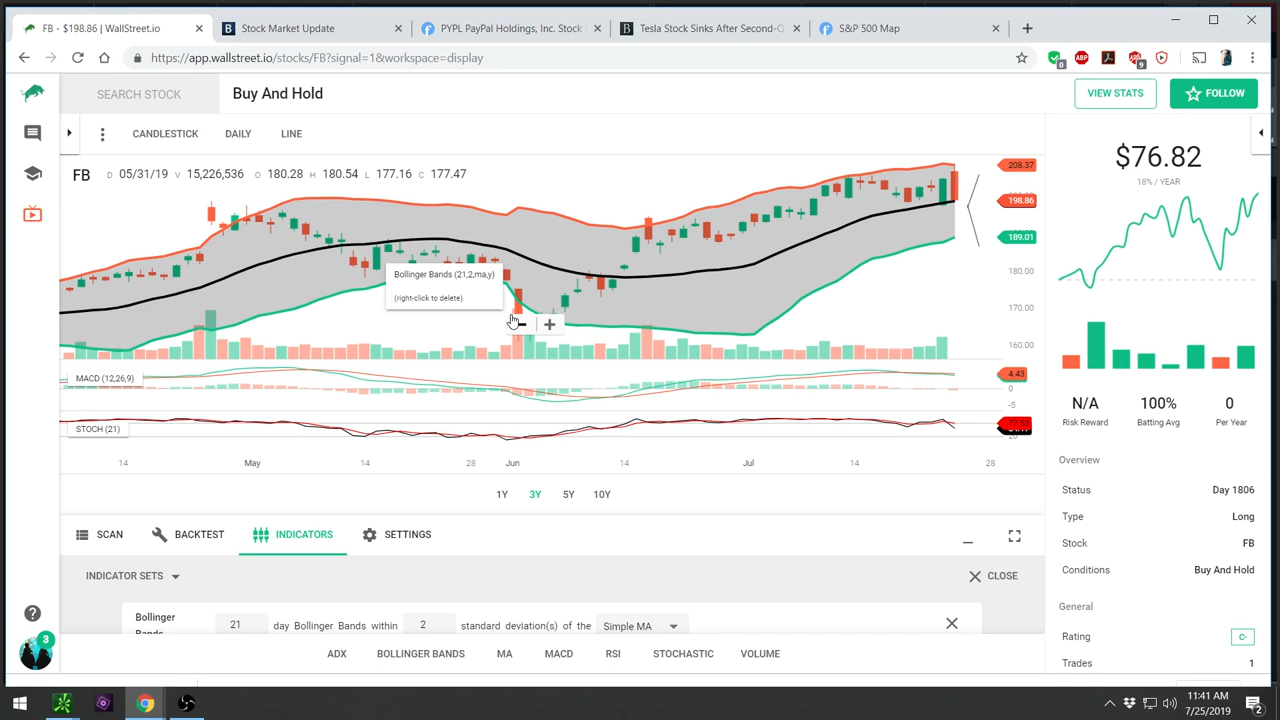 FB - $198.86 | WallStreet.io
Stock Market Update
PYPL PayPal Holdings, Inc. Stock
Tesla Stock Sinks After Second-Q
S&P 500 Map
https://app.wallstreet.io/stocks/FB?signal=1&workspace=display
0
ABP
9
SEARCH STOCK
Buy And Hold
VIEW STATS
FOLLOW
CANDLESTICK
DAILY
LINE
FB D 05/31/19 V 15,226,536 O 180.28 H 180.54 L 177.16 C 177.47
208.37
198.86
189.01
180.00
170.00
160.00
Bollinger Bands (21,2,ma,y)
(right-click to delete)
MACD (12,26,9)
4.43
0
-5
STOCH (21)
20
14 May 14 28 Jun 14 Jul 14 28
1Y 3Y 5Y 10Y
SCAN
BACKTEST
INDICATORS
SETTINGS
INDICATOR SETS
CLOSE
Bollinger
21 day Bollinger Bands within 2 standard deviation(s) of the Simple MA
ADX BOLLINGER BANDS MA MACD RSI STOCHASTIC VOLUME
$76.82
18% / YEAR
N/A 100% 0
Risk Reward Batting Avg Per Year
Overview
Status Day 1806
Type Long
Stock FB
Conditions Buy And Hold
General
Rating C-
Trades 1
3
11:41 AM
7/25/2019
2